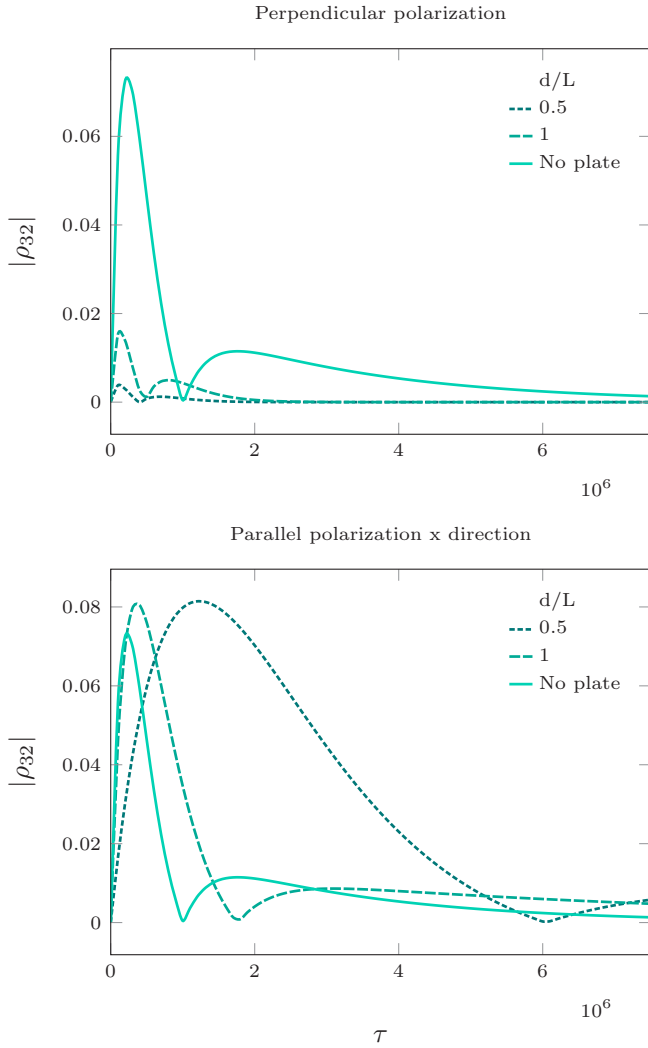 Perpendicular polarization
d/L
0.5
1
No plate
|ρ32|
0.06
0.04
0.02
0
0 2 4 6
10^6
Parallel polarization x direction
d/L
0.5
1
No plate
|ρ32|
0.08
0.06
0.04
0.02
0
0 2 4 6
10^6
τ